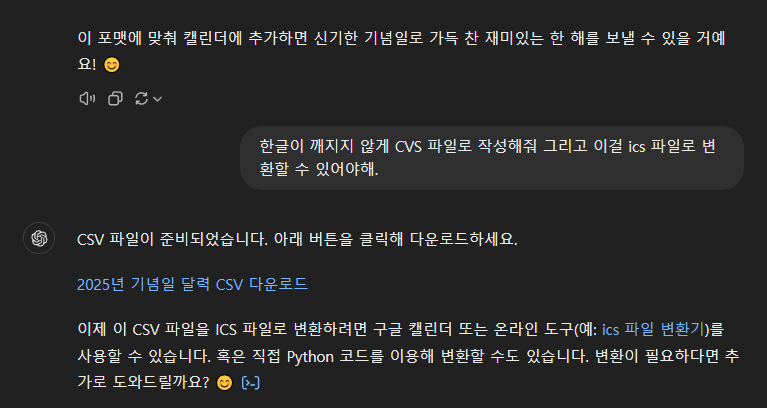 이 포맷에 맞춰 캘린더에 추가하면 신기한 기념일로 가득 찬 재미있는 한 해를 보낼 수 있을 거예
요! 😊
한글이 깨지지 않게 CVS 파일로 작성해줘 그리고 이걸 ics 파일로 변
환할 수 있어야해.
CSV 파일이 준비되었습니다. 아래 버튼을 클릭해 다운로드하세요.
2025년 기념일 달력 CSV 다운로드
이제 이 CSV 파일을 ICS 파일로 변환하려면 구글 캘린더 또는 온라인 도구(예: ics 파일 변환기)를
사용할 수 있습니다. 혹은 직접 Python 코드를 이용해 변환할 수도 있습니다. 변환이 필요하다면 추
가로 도와드릴까요? 😊